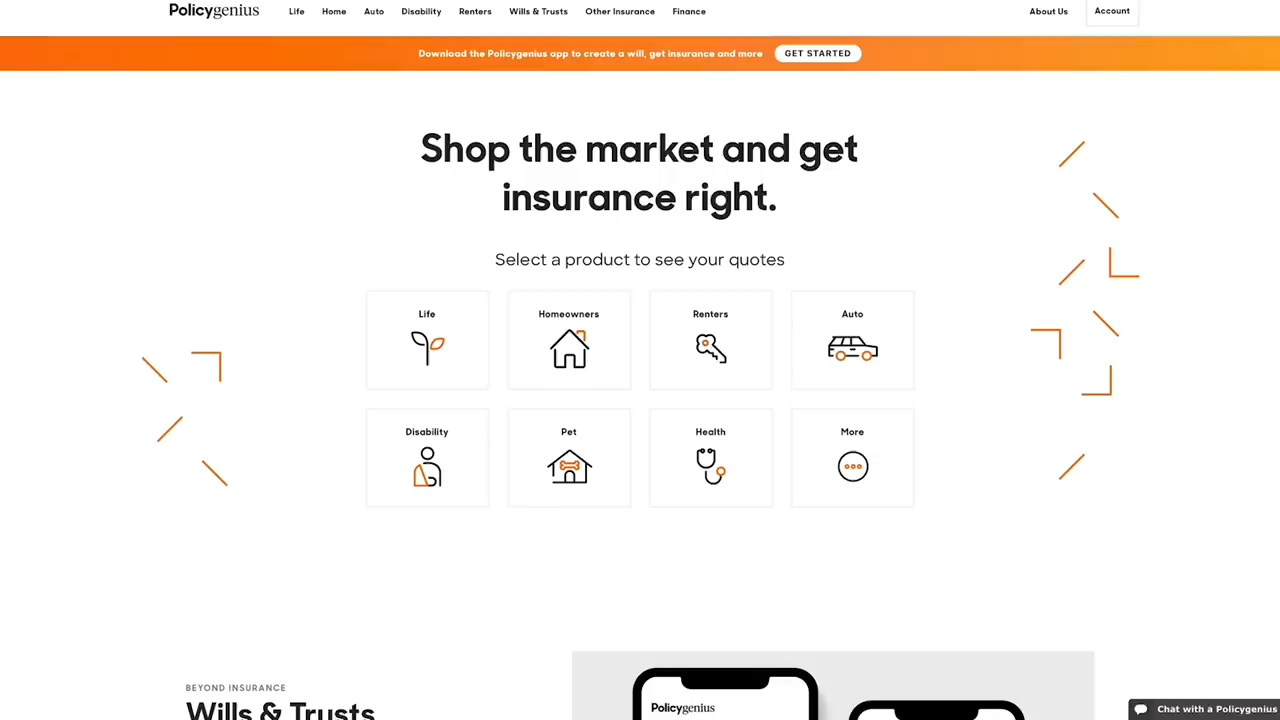 Policygenius
Life Home Auto Disability Renters Wills & Trusts Other Insurance Finance About Us Account
Download the Policygenius app to create a will, get insurance and more GET STARTED
Shop the market and get
insurance right.
Select a product to see your quotes
Life Homeowners Renters Auto
Disability Pet Health More
BEYOND INSURANCE
Wills & Trusts
Policygenius
Chat with a Policygenius